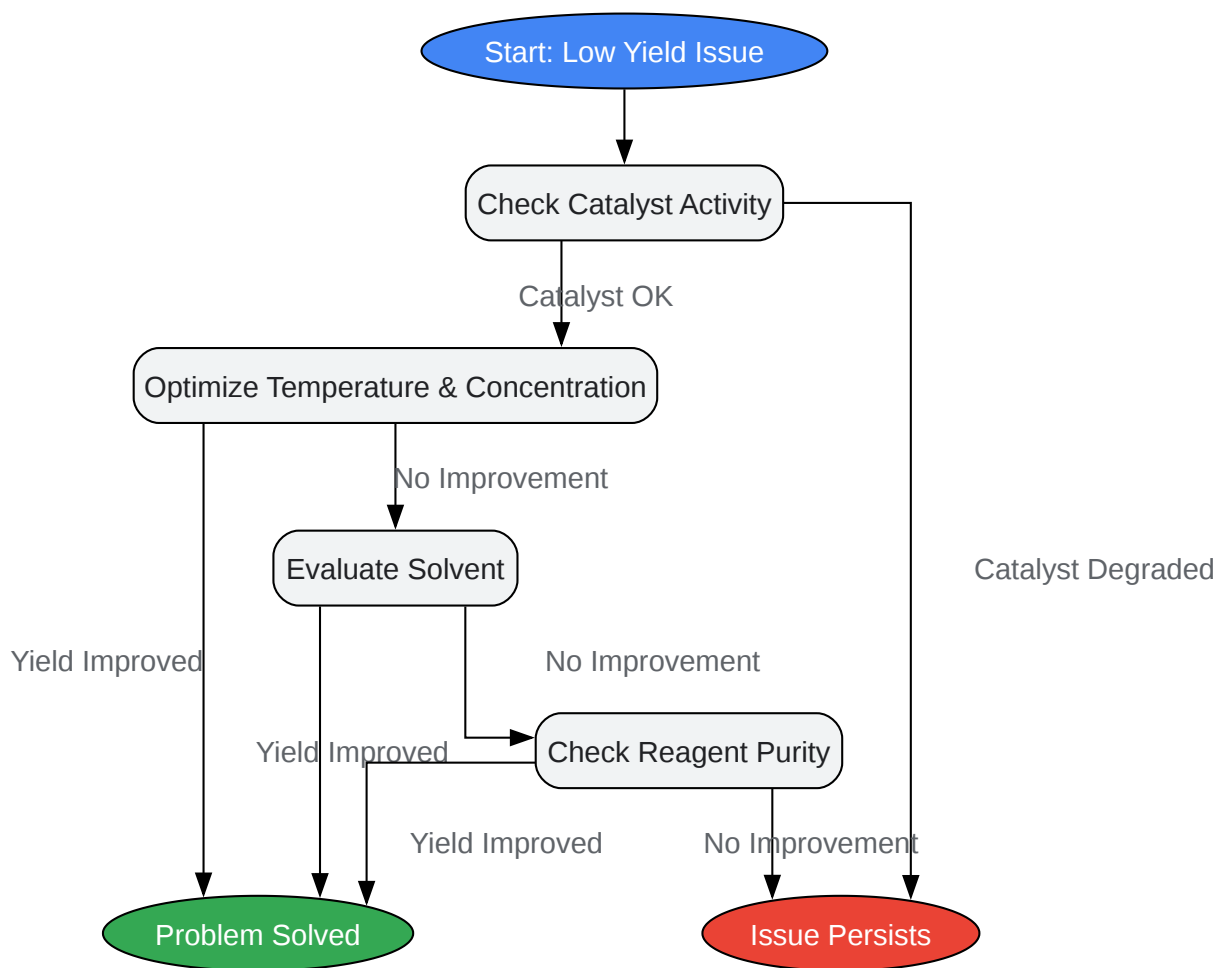 Start: Low Yield Issue
Check Catalyst Activity
Catalyst OK
Optimize Temperature & Concentration
No Improvement
Evaluate Solvent
Catalyst Degraded
Yield Improved
No Improvement
Check Reagent Purity
Yield Improved
Yield Improved
No Improvement
Problem Solved
Issue Persists